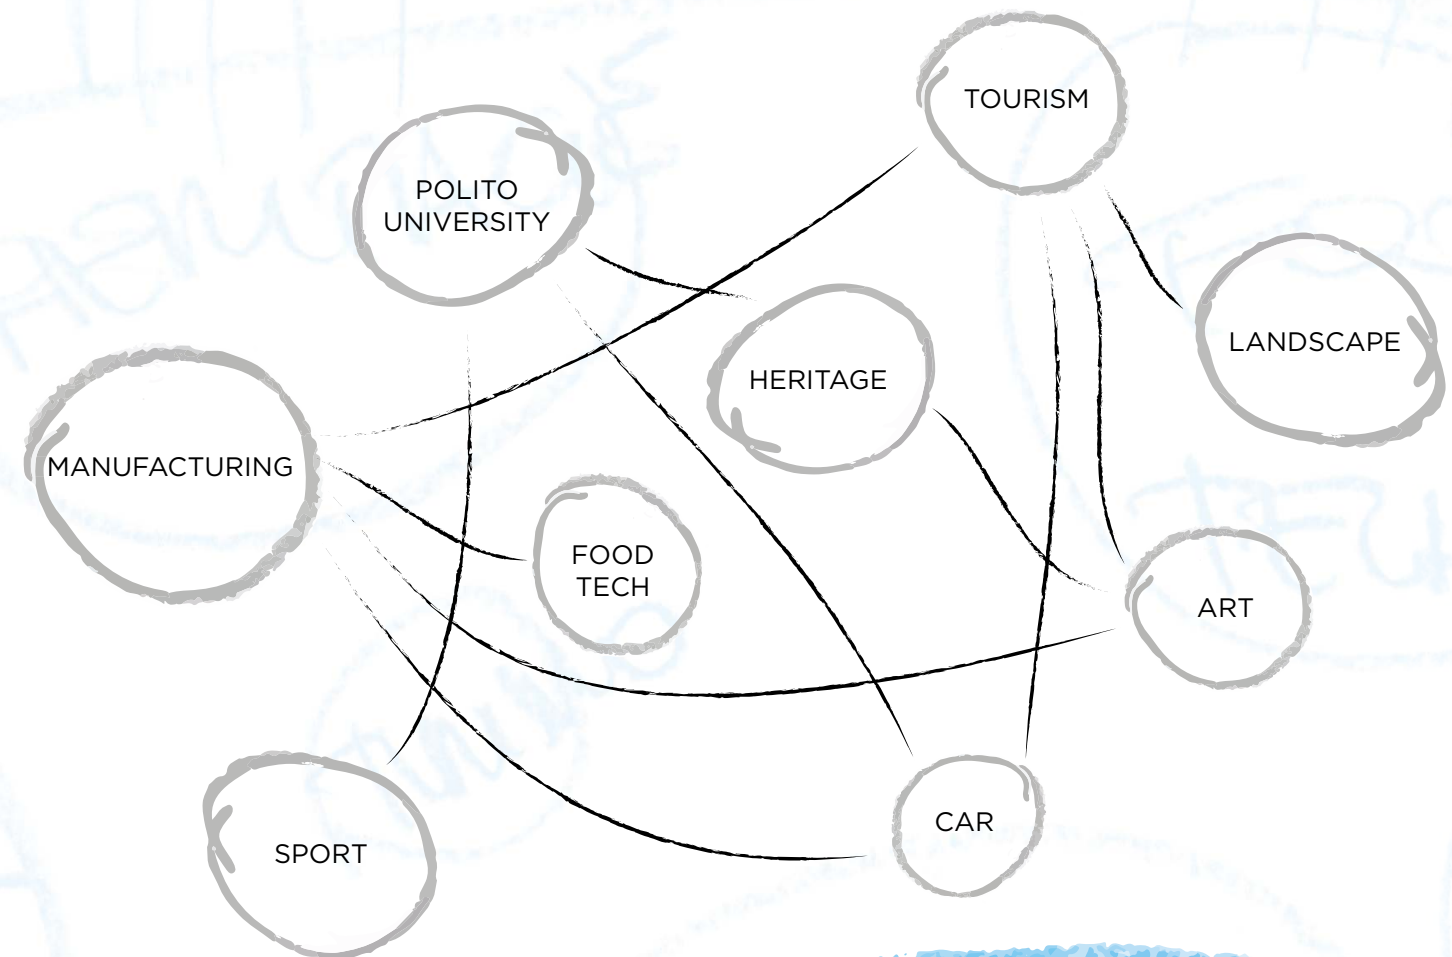 TOURISM
POLITO
UNIVERSITY
LANDSCAPE
HERITAGE
MANUFACTURING
FOOD
TECH
ART
CAR
SPORT